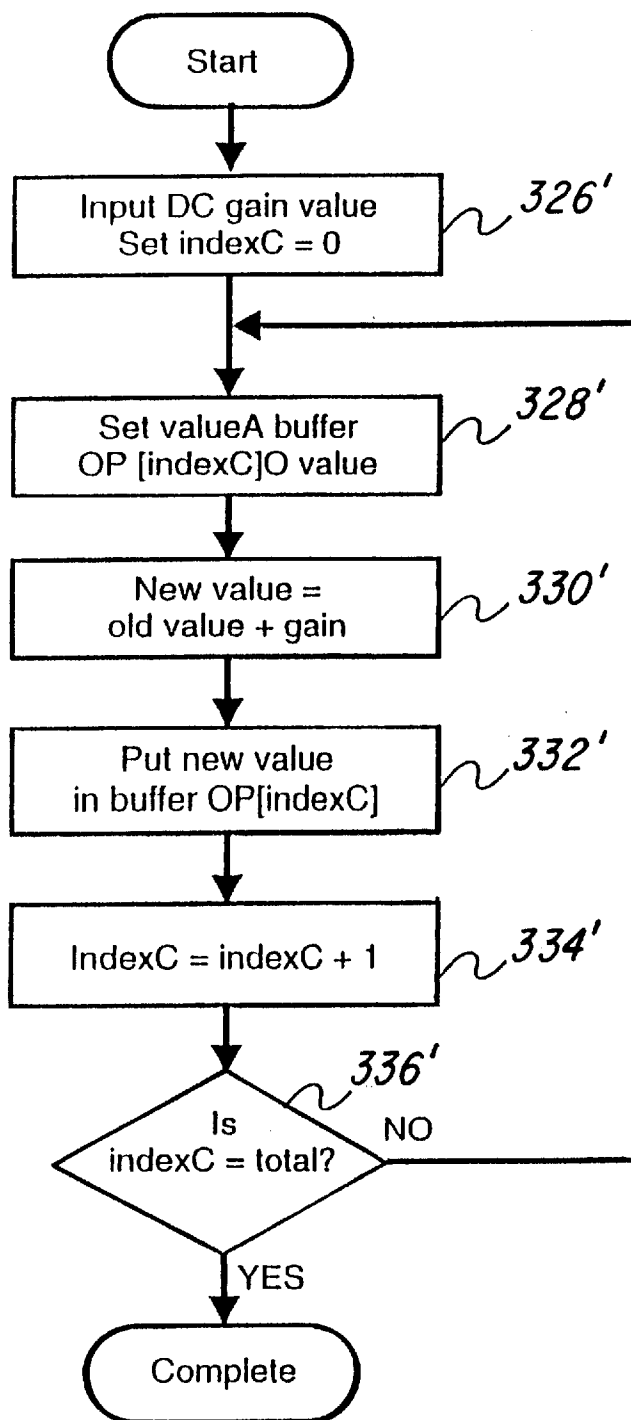 Start
Input DC gain value
Set indexC = 0
326'
Set valueA buffer
OP [indexC]O value
328'
New value =
old value + gain
330'
Put new value
in buffer OP[indexC]
332'
IndexC = indexC + 1
334'
336'
Is
indexC = total?
NO
YES
Complete